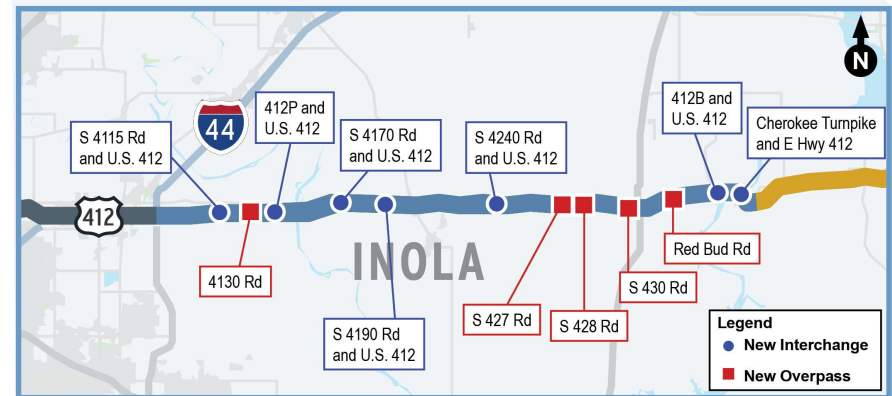 N
412B and
U.S. 412
Cherokee Turnpike
and E Hwy 412
412P and
U.S. 412
44
S 4115 Rd
and U.S. 412
S 4170 Rd
and U.S. 412
S 4240 Rd
and U.S. 412
412
INOLA
4130 Rd
Red Bud Rd
S 430 Rd
S 427 Rd
S 428 Rd
S 4190 Rd
and U.S. 412
Legend
New Interchange
New Overpass